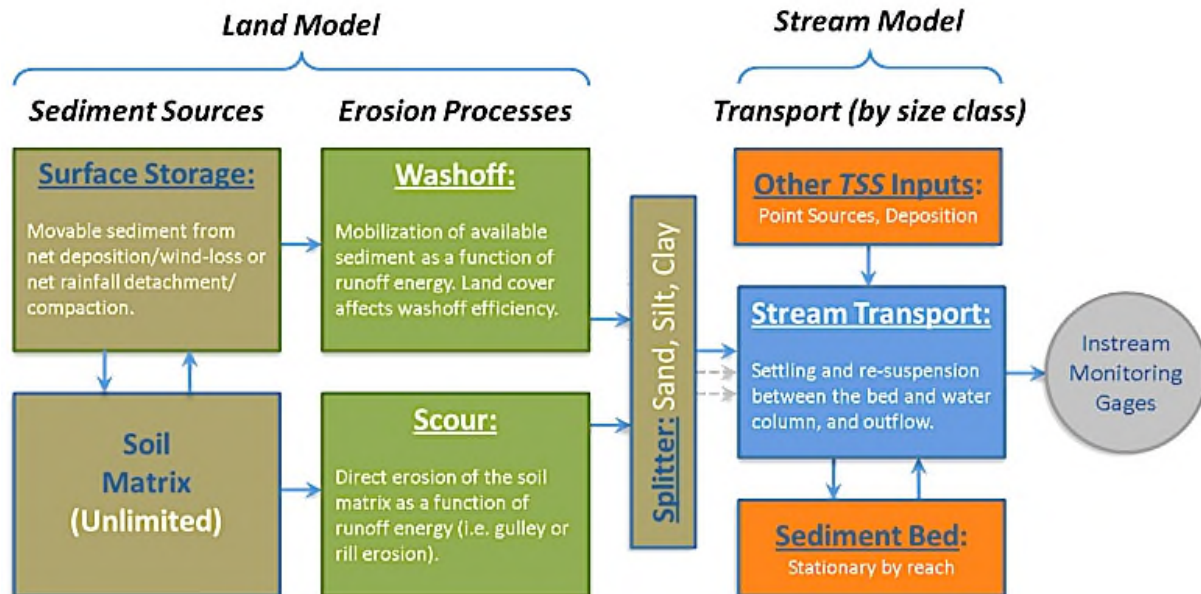 Land Model
Stream Model
Sediment Sources
Erosion Processes
Transport (by size class)
Surface Storage:
Movable sediment from
net deposition/wind-loss or
net rainfall detachment/
compaction.
Washoff:
Mobilization of available
sediment as a function of
runoff energy. Land cover
affects washoff efficiency.
Soil
Matrix
(Unlimited)
Scour:
Direct erosion of the soil
matrix as a function of
runoff energy (i.e. gulley or
rill erosion).
Splitter: Sand, Silt, Clay
Other TSS Inputs:
Point Sources, Deposition
Stream Transport:
Settling and re-suspension
between the bed and water
column, and outflow.
Sediment Bed:
Stationary by reach
Instream
Monitoring
Gages